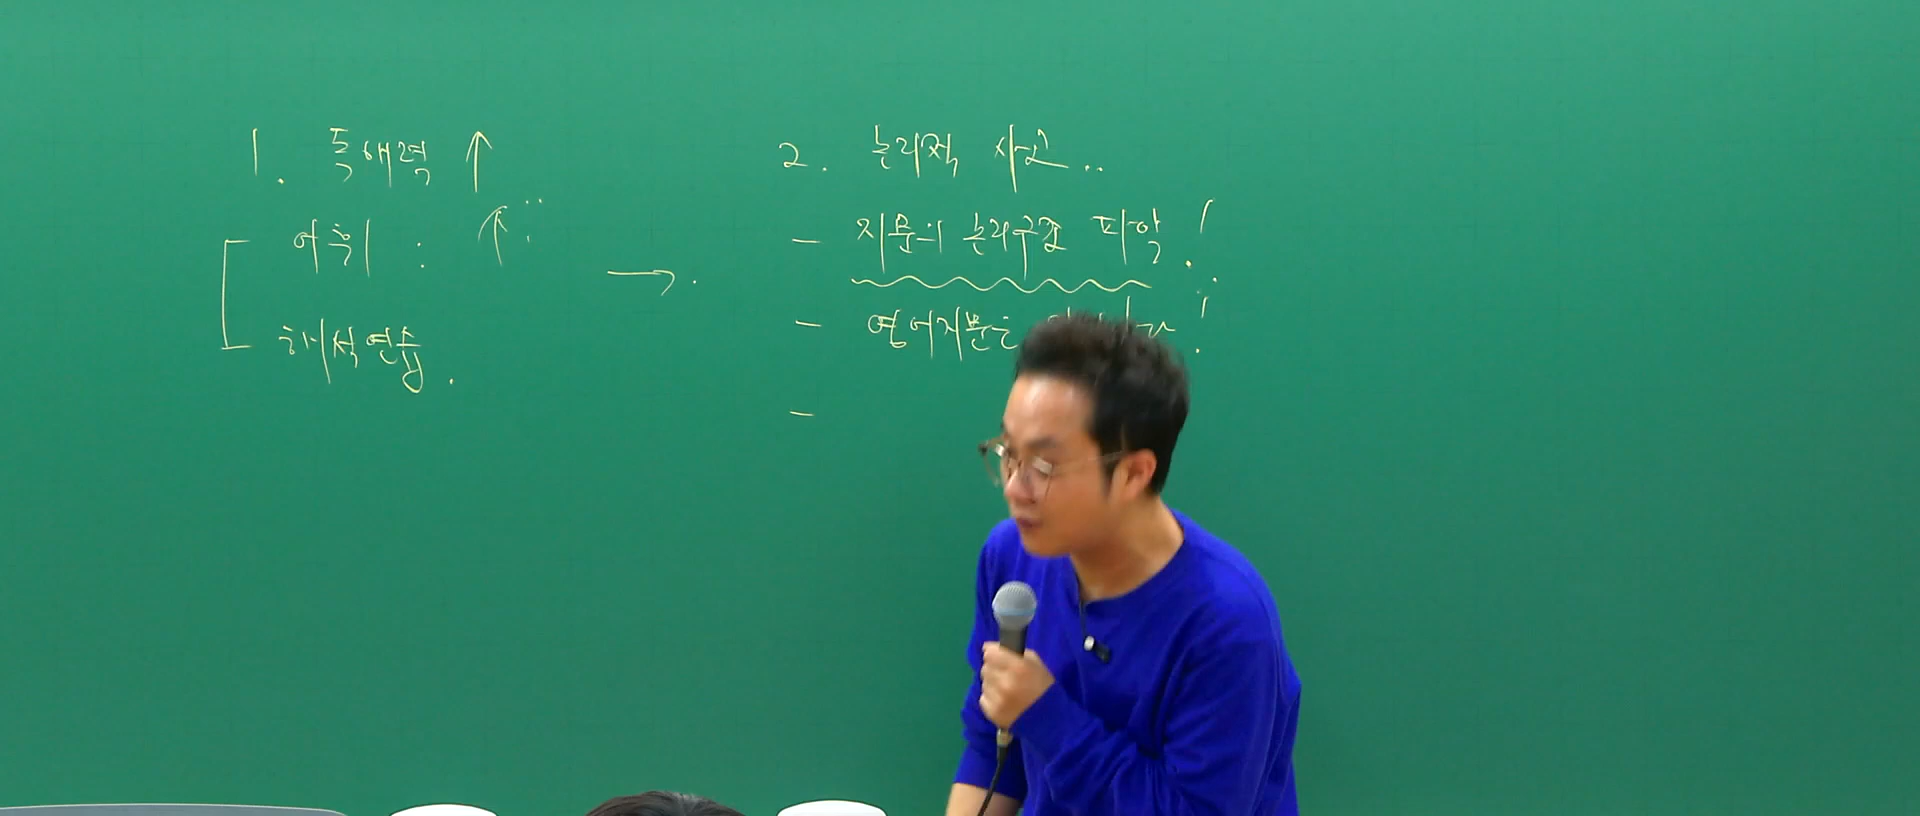 1. 독해력 ↑
어휘 : ↑
해석연습.
→.
2. 논리적 사고..
- 지문의 논리구조 파악!
- 영어지문은
-